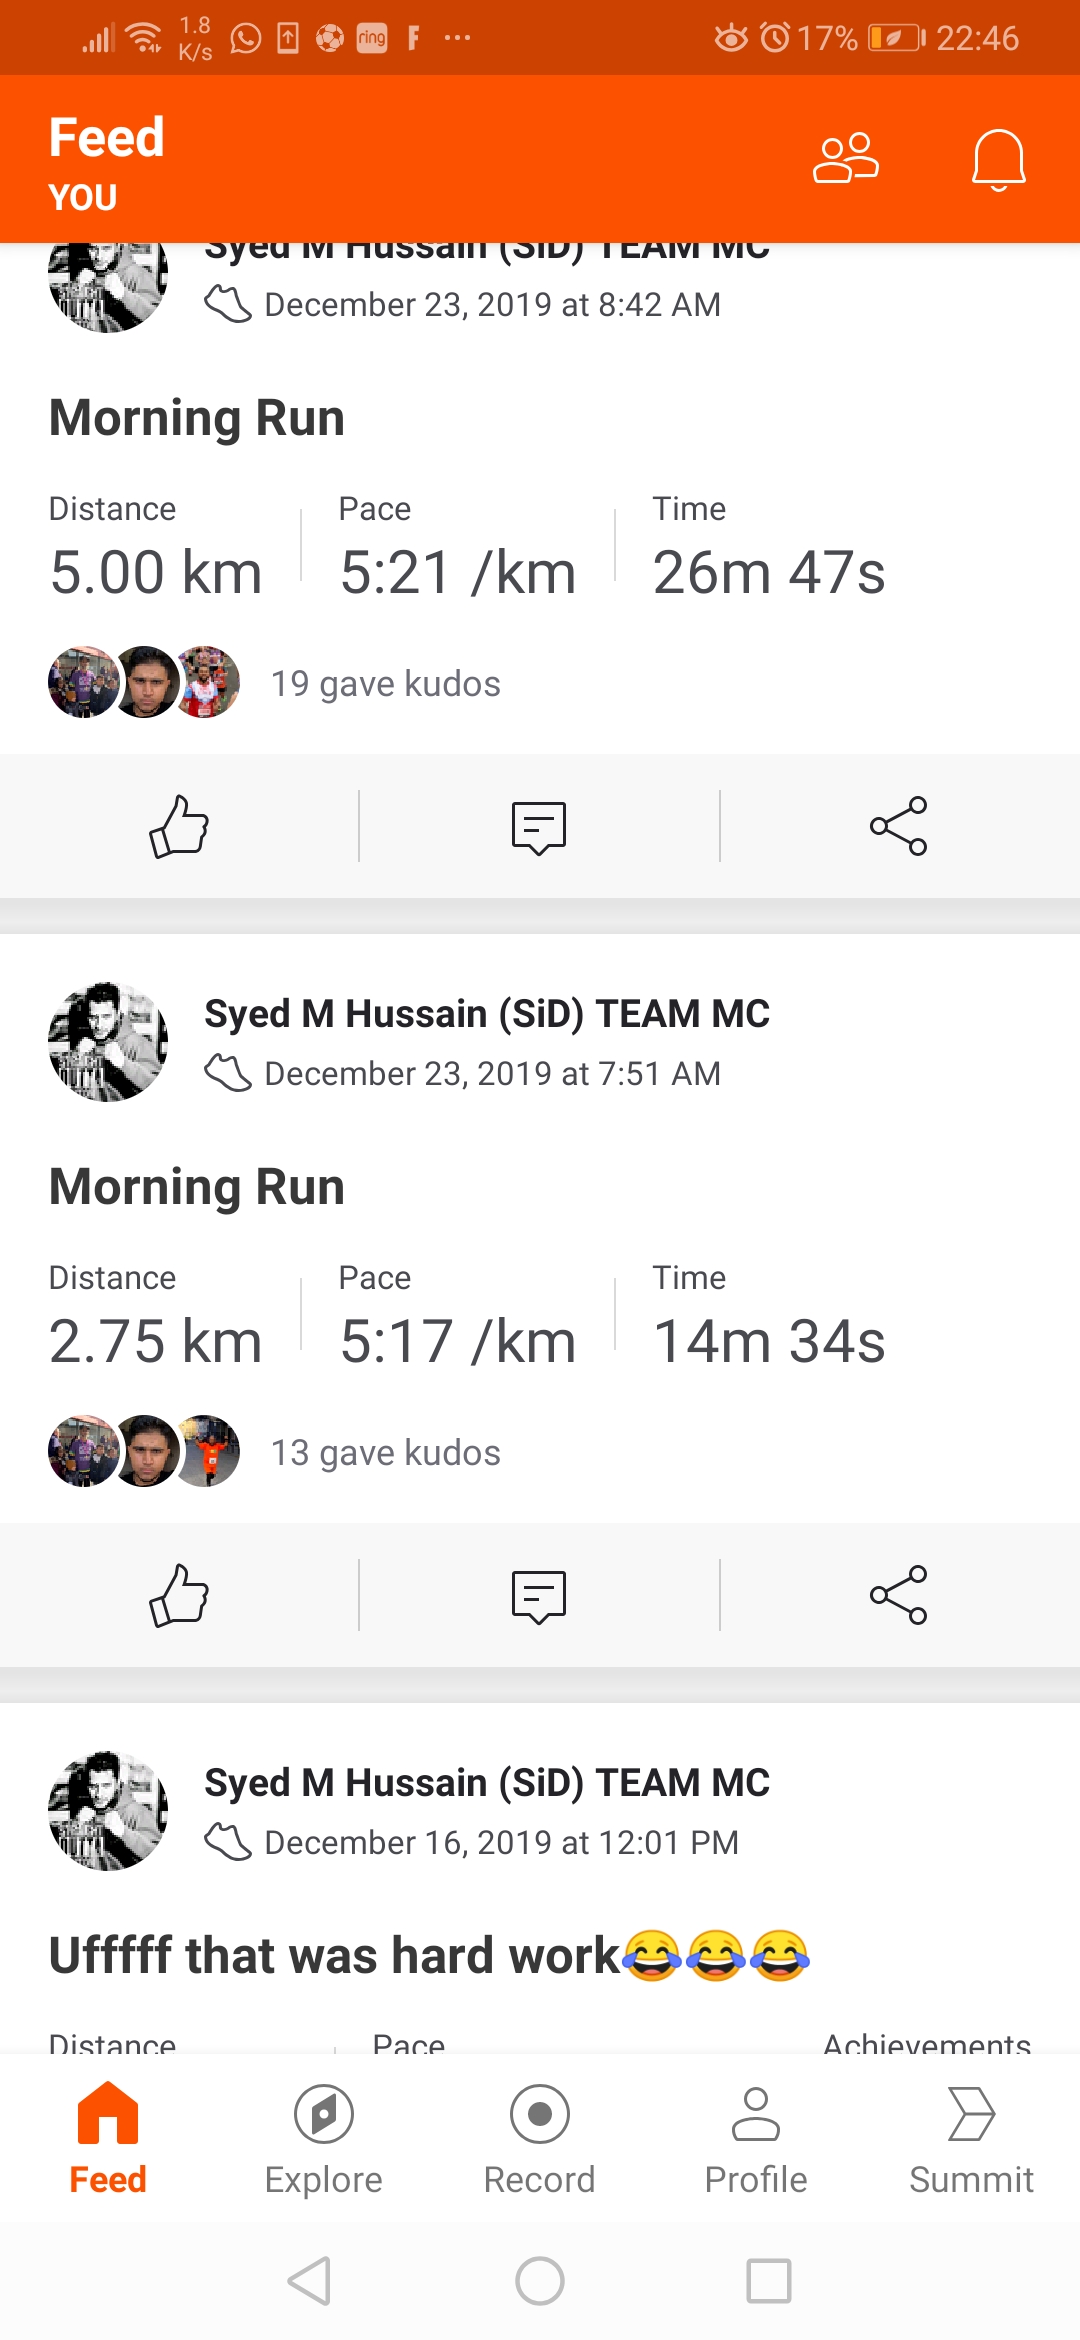 1.8
K/s
ring
F
17%
22:46
Feed
YOU
Syed M Hussain (SiD) TEAM MC
December 23, 2019 at 8:42 AM
Morning Run
Distance Pace Time
5.00 km 5:21 /km 26m 47s
19 gave kudos
Syed M Hussain (SiD) TEAM MC
December 23, 2019 at 7:51 AM
Morning Run
Distance Pace Time
2.75 km 5:17 /km 14m 34s
13 gave kudos
Syed M Hussain (SiD) TEAM MC
December 16, 2019 at 12:01 PM
Ufffff that was hard work😂😂😂
Distance Pace Achievements
Feed Explore Record Profile Summit